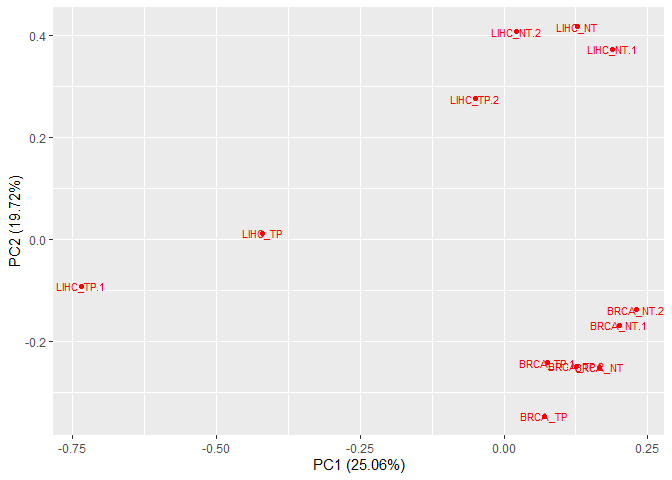 0.4
LIHC_NT.2
LIHC_NT
LIHC_NT.1
LIHC_TP.2
0.2
PC2 (19.72%)
0.0
LIHC_TP
LIHC_TP.1
BRCA_NT.2
BRCA_NT.1
-0.2
BRCA_TP.1
BRCA_TP.2
BRCA_NT
BRCA_TP
-0.75
-0.50
-0.25
0.00
0.25
PC1 (25.06%)